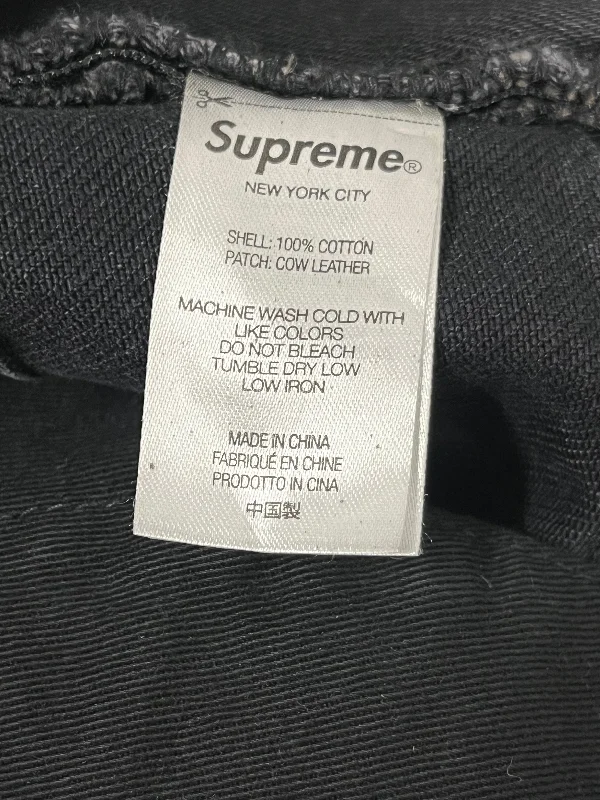 Supreme®
NEW YORK CITY
SHELL: 100% COTTON
PATCH: COW LEATHER
MACHINE WASH COLD WITH
LIKE COLORS
DO NOT BLEACH
TUMBLE DRY LOW
LOW IRON
MADE IN CHINA
FABRIQUÉ EN CHINE
PRODOTTO IN CINA
中国製